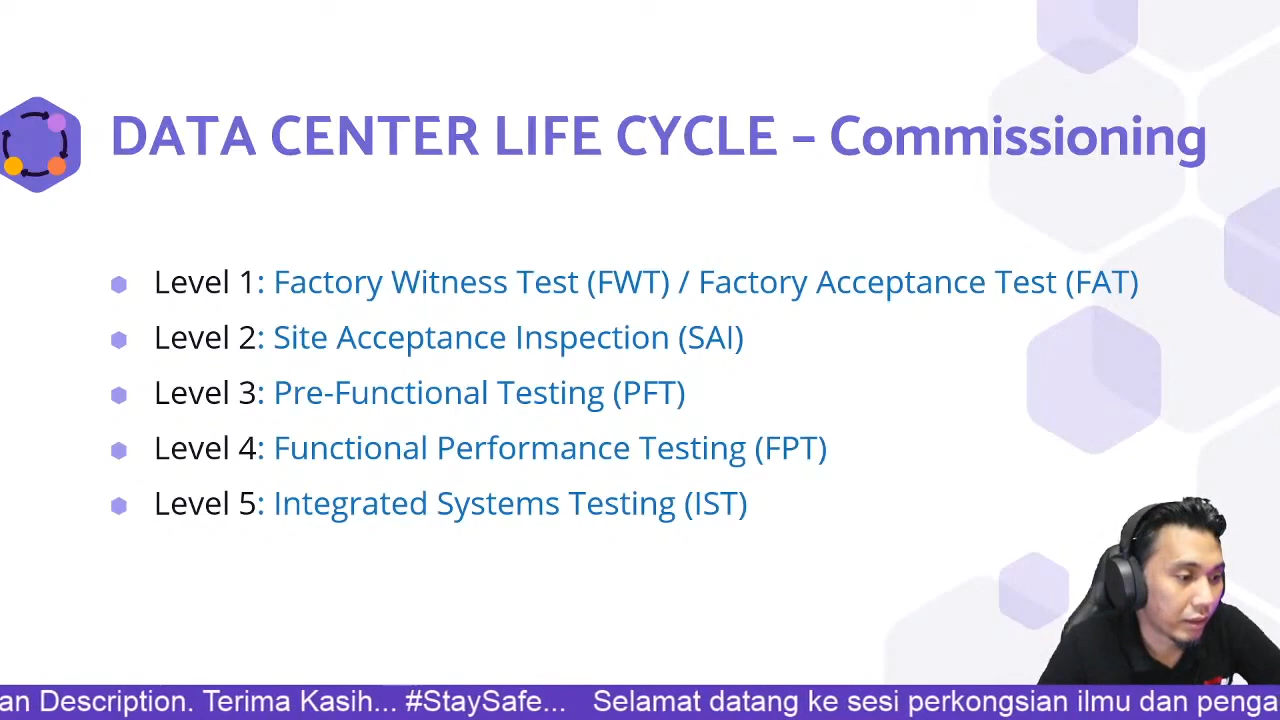 DATA CENTER LIFE CYCLE – Commissioning
Level 1: Factory Witness Test (FWT) / Factory Acceptance Test (FAT)
Level 2: Site Acceptance Inspection (SAI)
Level 3: Pre-Functional Testing (PFT)
Level 4: Functional Performance Testing (FPT)
Level 5: Integrated Systems Testing (IST)
an Description. Terima Kasih... #StaySafe... Selamat datang ke sesi perkongsian ilmu dan penga